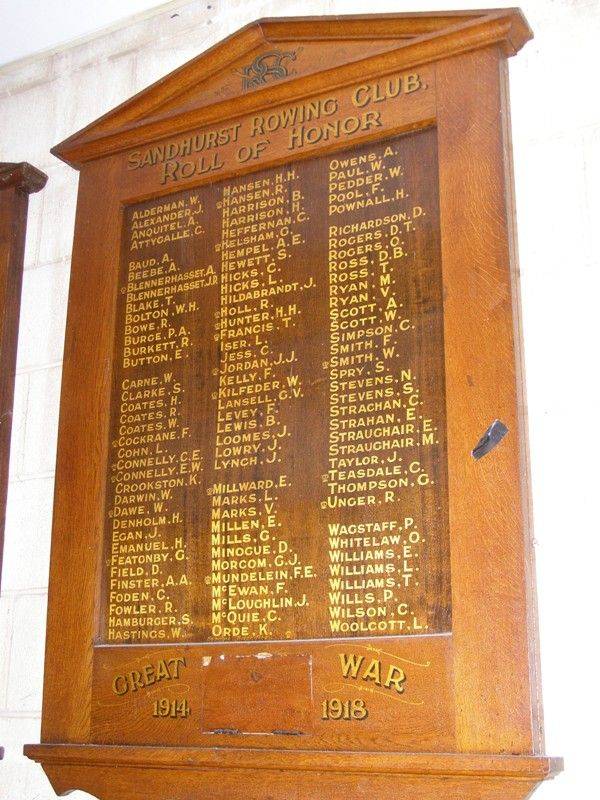 SANDHURST ROWING CLUB.
ROLL OF HONOR
ALDERMAN. W.
ALEXANDER. J.
ANQUITEL. A.
ATTYGALLE. C.
BAUD. A.
BEEBE. A.
BLENNERHASSET. A.
BLENNERHASSET. J.P.
BLAKE. T.
BOLTON. W.H.
BOWE. R.
BURGE. P.A.
BURKETT. R.
BUTTON. E.
CARNE. W.
CLARKE. S.
COATES. H.
COATES. R.
COATES. W.
COCKRANE. F.
COHN. L.
CONNELLY. C.E.
CONNELLY. E.W.
CROOKSTON. K.
DARWIN. W.
DAWE. W.
DENHOLM. H.
EGAN. J.
EMANUEL. H.
FEATONBY. G.
FIELD. D.
FINSTER. A.A.
FODEN. C.
FOWLER. R.
HAMBURGER. S.
HASTINGS. W.
HANSEN. H.H.
HANSEN. R.
HARRISON. B.
HARRISON. H.
HEFFERNAN. C.
KELSHAM. G.
HEMPEL. A.E.
HEWETT. S.
HICKS. C.
HICKS. L.
HILDABRANDT. J.
HOLL. R.
HUNTER. H.H.
FRANCIS. T.
ISER. L.
JESS. C.
JORDAN. J.J.
KELLY. F.
KILFEDER. W.
LANSELL. G.V.
LEVEY. F.
LEWIS. B.
LOOMES. J.
LOWRY. J.
LYNCH. J.
MILLWARD. E.
MARKS. L.
MARKS. V.
MILLEN. E.
MILLS. G.
MINOGUE. D.
MORCOM. G.J.
MUNDELEIN. F.E.
McEWAN. F.
McLOUGHLIN. J.
McQUIE. C.
ORDE. K.
OWENS. A.
PAUL. W.
PEDDER. W.
POOL. F.
POWNALL. H.
RICHARDSON. D.
ROGERS. D.T.
ROGERS. O.
ROSS. D.B.
ROSS. T.
RYAN. M.
RYAN. V.
SCOTT. A.
SCOTT. W.
SIMPSON. C.
SMITH. F.
SMITH. W.
SPRY. S.
STEVENS. N.
STEVENS. S.
STRACHAN. C.
STRAHAN. E.
STRAUGHAIR. E.
STRAUGHAIR. M.
TAYLOR. J.
TEASDALE. C.
THOMPSON. G.
UNGER. R.
WAGSTAFF. P.
WHITELAW. O.
WILLIAMS. E.
WILLIAMS. L.
WILLIAMS. T.
WILLS. P.
WILSON. C.
WOOLCOTT. L.
GREAT WAR
1914 1918